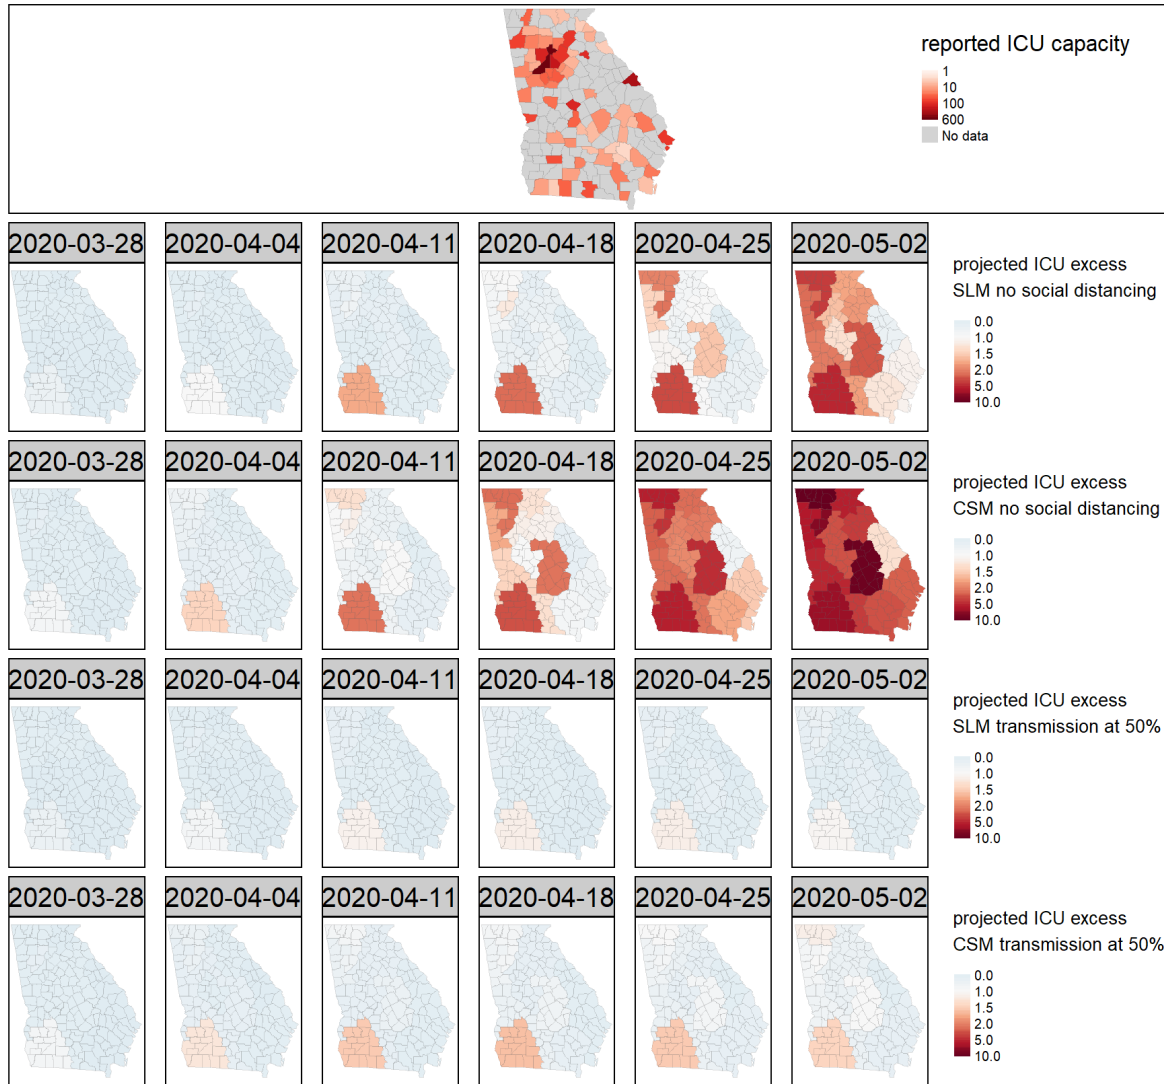 reported ICU capacity
1
10
100
600
No data
2020-03-28 2020-04-04 2020-04-11 2020-04-18 2020-04-25 2020-05-02
projected ICU excess
SLM no social distancing
0.0
1.0
1.5
2.0
5.0
10.0
2020-03-28 2020-04-04 2020-04-11 2020-04-18 2020-04-25 2020-05-02
projected ICU excess
CSM no social distancing
0.0
1.0
1.5
2.0
5.0
10.0
2020-03-28 2020-04-04 2020-04-11 2020-04-18 2020-04-25 2020-05-02
projected ICU excess
SLM transmission at 50%
0.0
1.0
1.5
2.0
5.0
10.0
2020-03-28 2020-04-04 2020-04-11 2020-04-18 2020-04-25 2020-05-02
projected ICU excess
CSM transmission at 50%
0.0
1.0
1.5
2.0
5.0
10.0